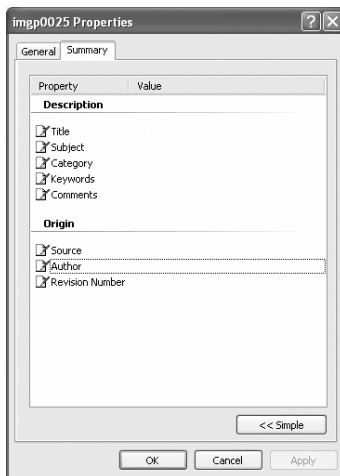 imgp0025 Properties
General Summary
Property Value
Description
Title
Subject
Category
Keywords
Comments
Origin
Source
Author
Revision Number
<< Simple
OK Cancel Apply